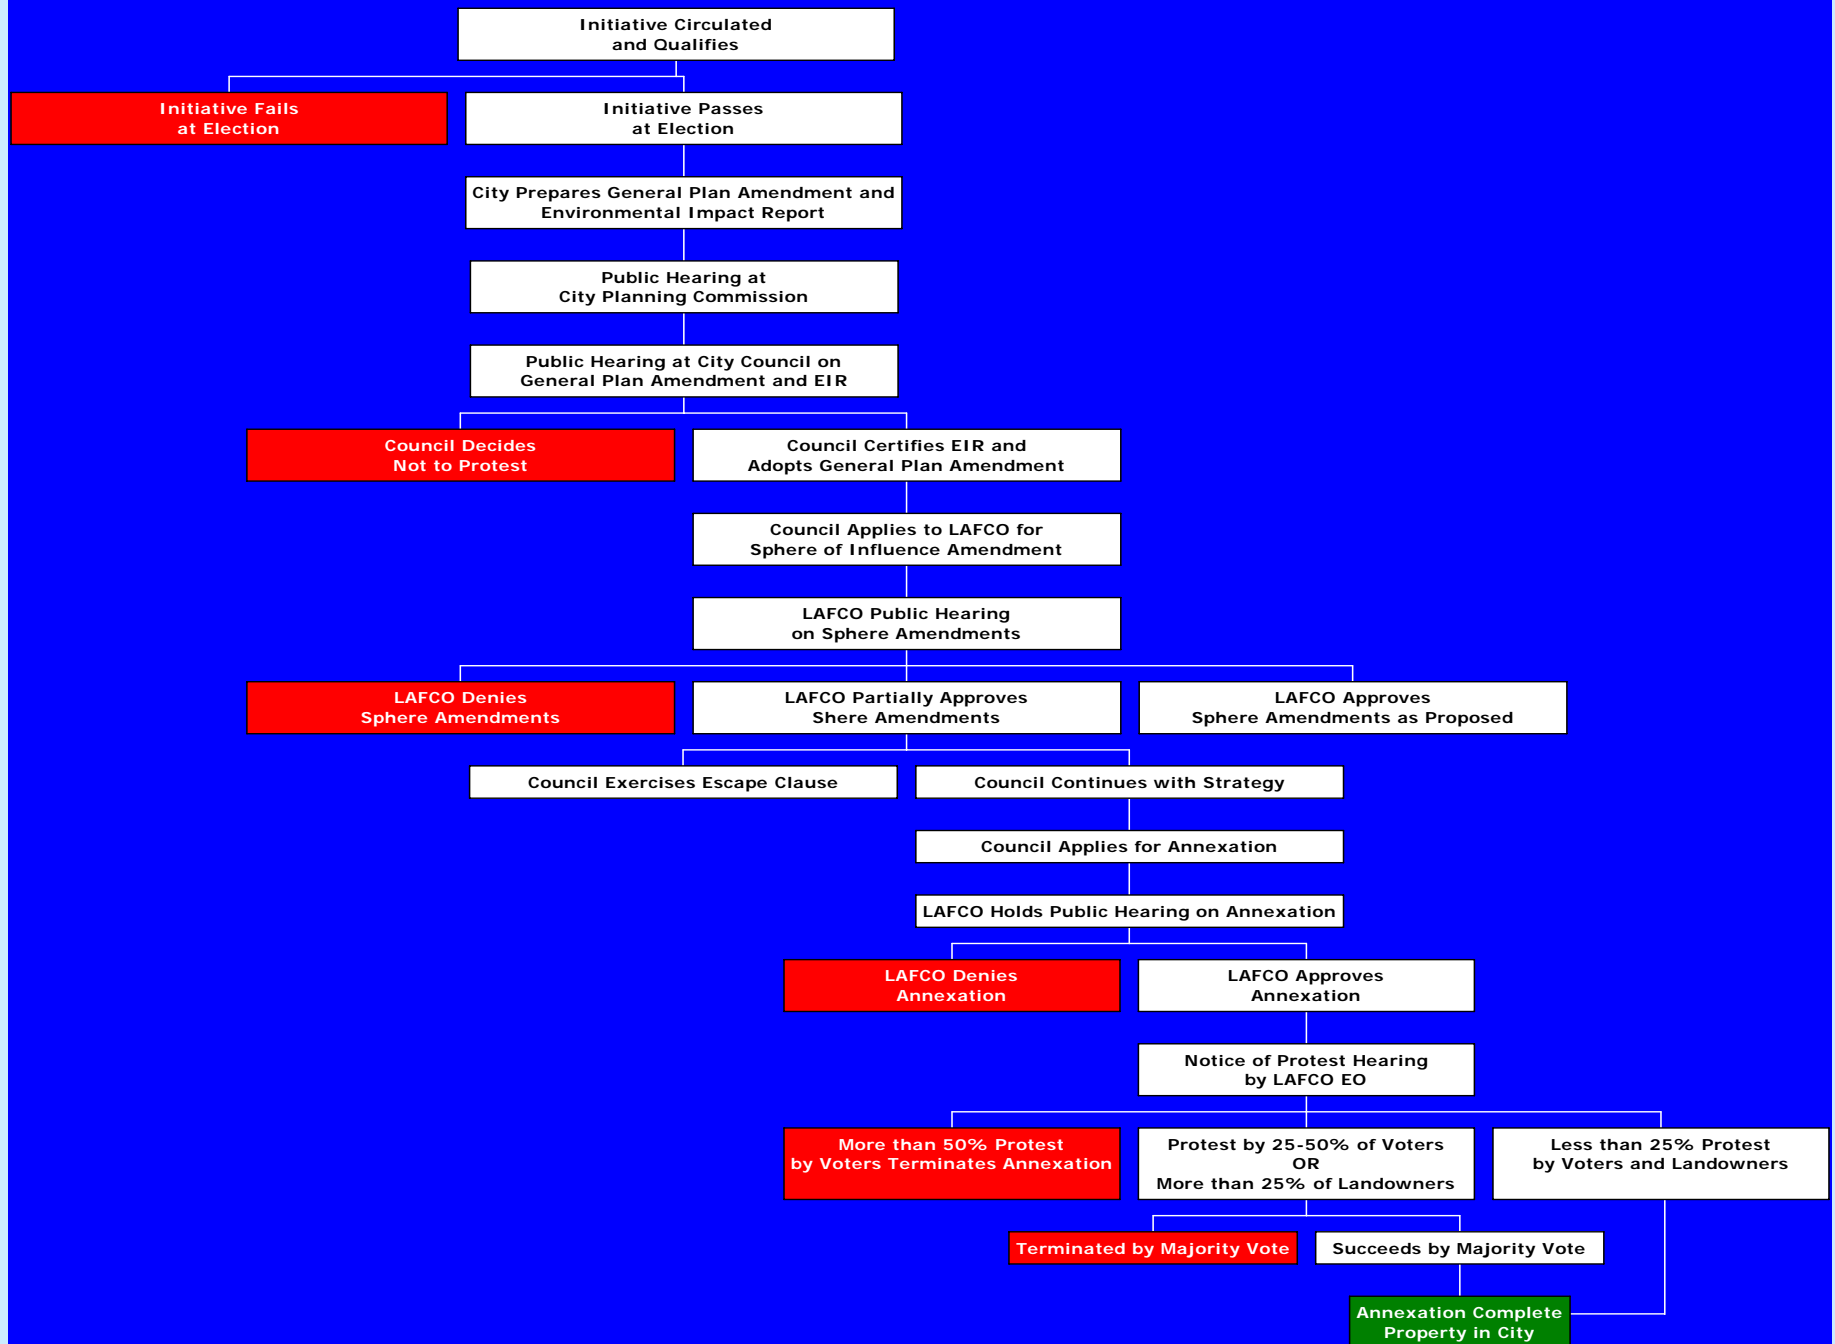 Initiative Circulated
and Qualifies
Initiative Fails
at Election
Initiative Passes
at Election
City Prepares General Plan Amendment and
Environmental Impact Report
Public Hearing at
City Planning Commission
Public Hearing at City Council on
General Plan Amendment and EIR
Council Decides
Not to Protest
Council Certifies EIR and
Adopts General Plan Amendment
Council Applies to LAFCO for
Sphere of Influence Amendment
LAFCO Public Hearing
on Sphere Amendments
LAFCO Denies
Sphere Amendments
LAFCO Partially Approves
Shere Amendments
LAFCO Approves
Sphere Amendments as Proposed
Council Exercises Escape Clause
Council Continues with Strategy
Council Applies for Annexation
LAFCO Holds Public Hearing on Annexation
LAFCO Denies
Annexation
LAFCO Approves
Annexation
Notice of Protest Hearing
by LAFCO EO
More than 50% Protest
by Voters Terminates Annexation
Protest by 25-50% of Voters
OR
More than 25% of Landowners
Less than 25% Protest
by Voters and Landowners
Terminated by Majority Vote
Succeeds by Majority Vote
Annexation Complete
Property in City